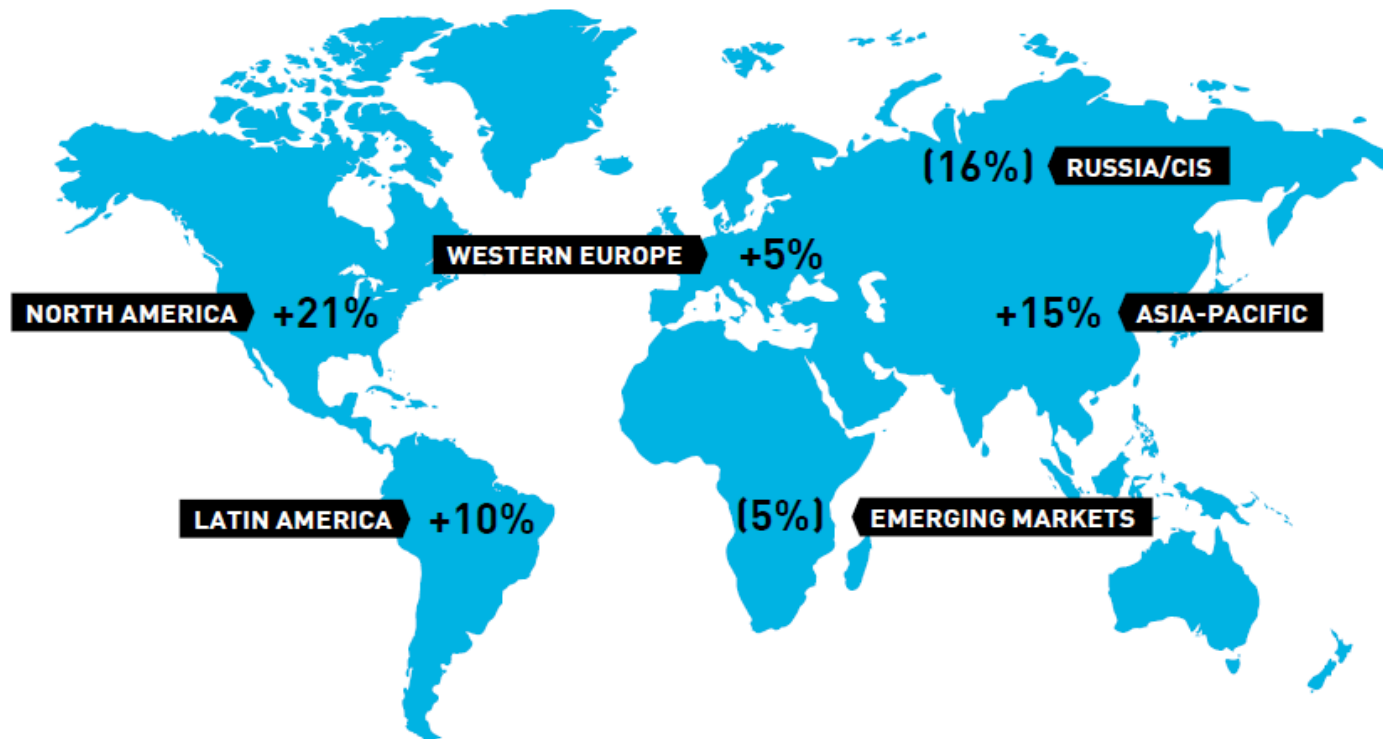 (16%) RUSSIA/CIS
WESTERN EUROPE +5%
NORTH AMERICA +21%
+15% ASIA-PACIFIC
LATIN AMERICA +10%
(5%) EMERGING MARKETS